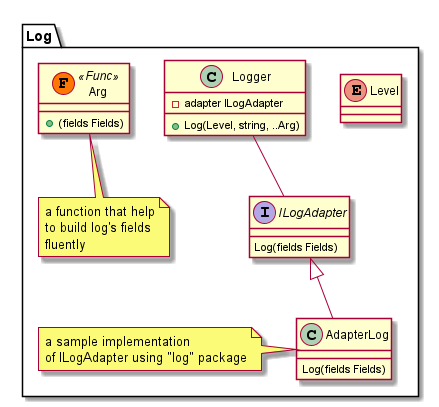 Log
F
«Func»
Arg
(fields Fields)
C Logger
adapter ILogAdapter
Log(Level, string, ..Arg)
E Level
a function that help
to build log's fields
fluently
I ILogAdapter
Log(fields Fields)
a sample implementation
of ILogAdapter using "log" package
C AdapterLog
Log(fields Fields)